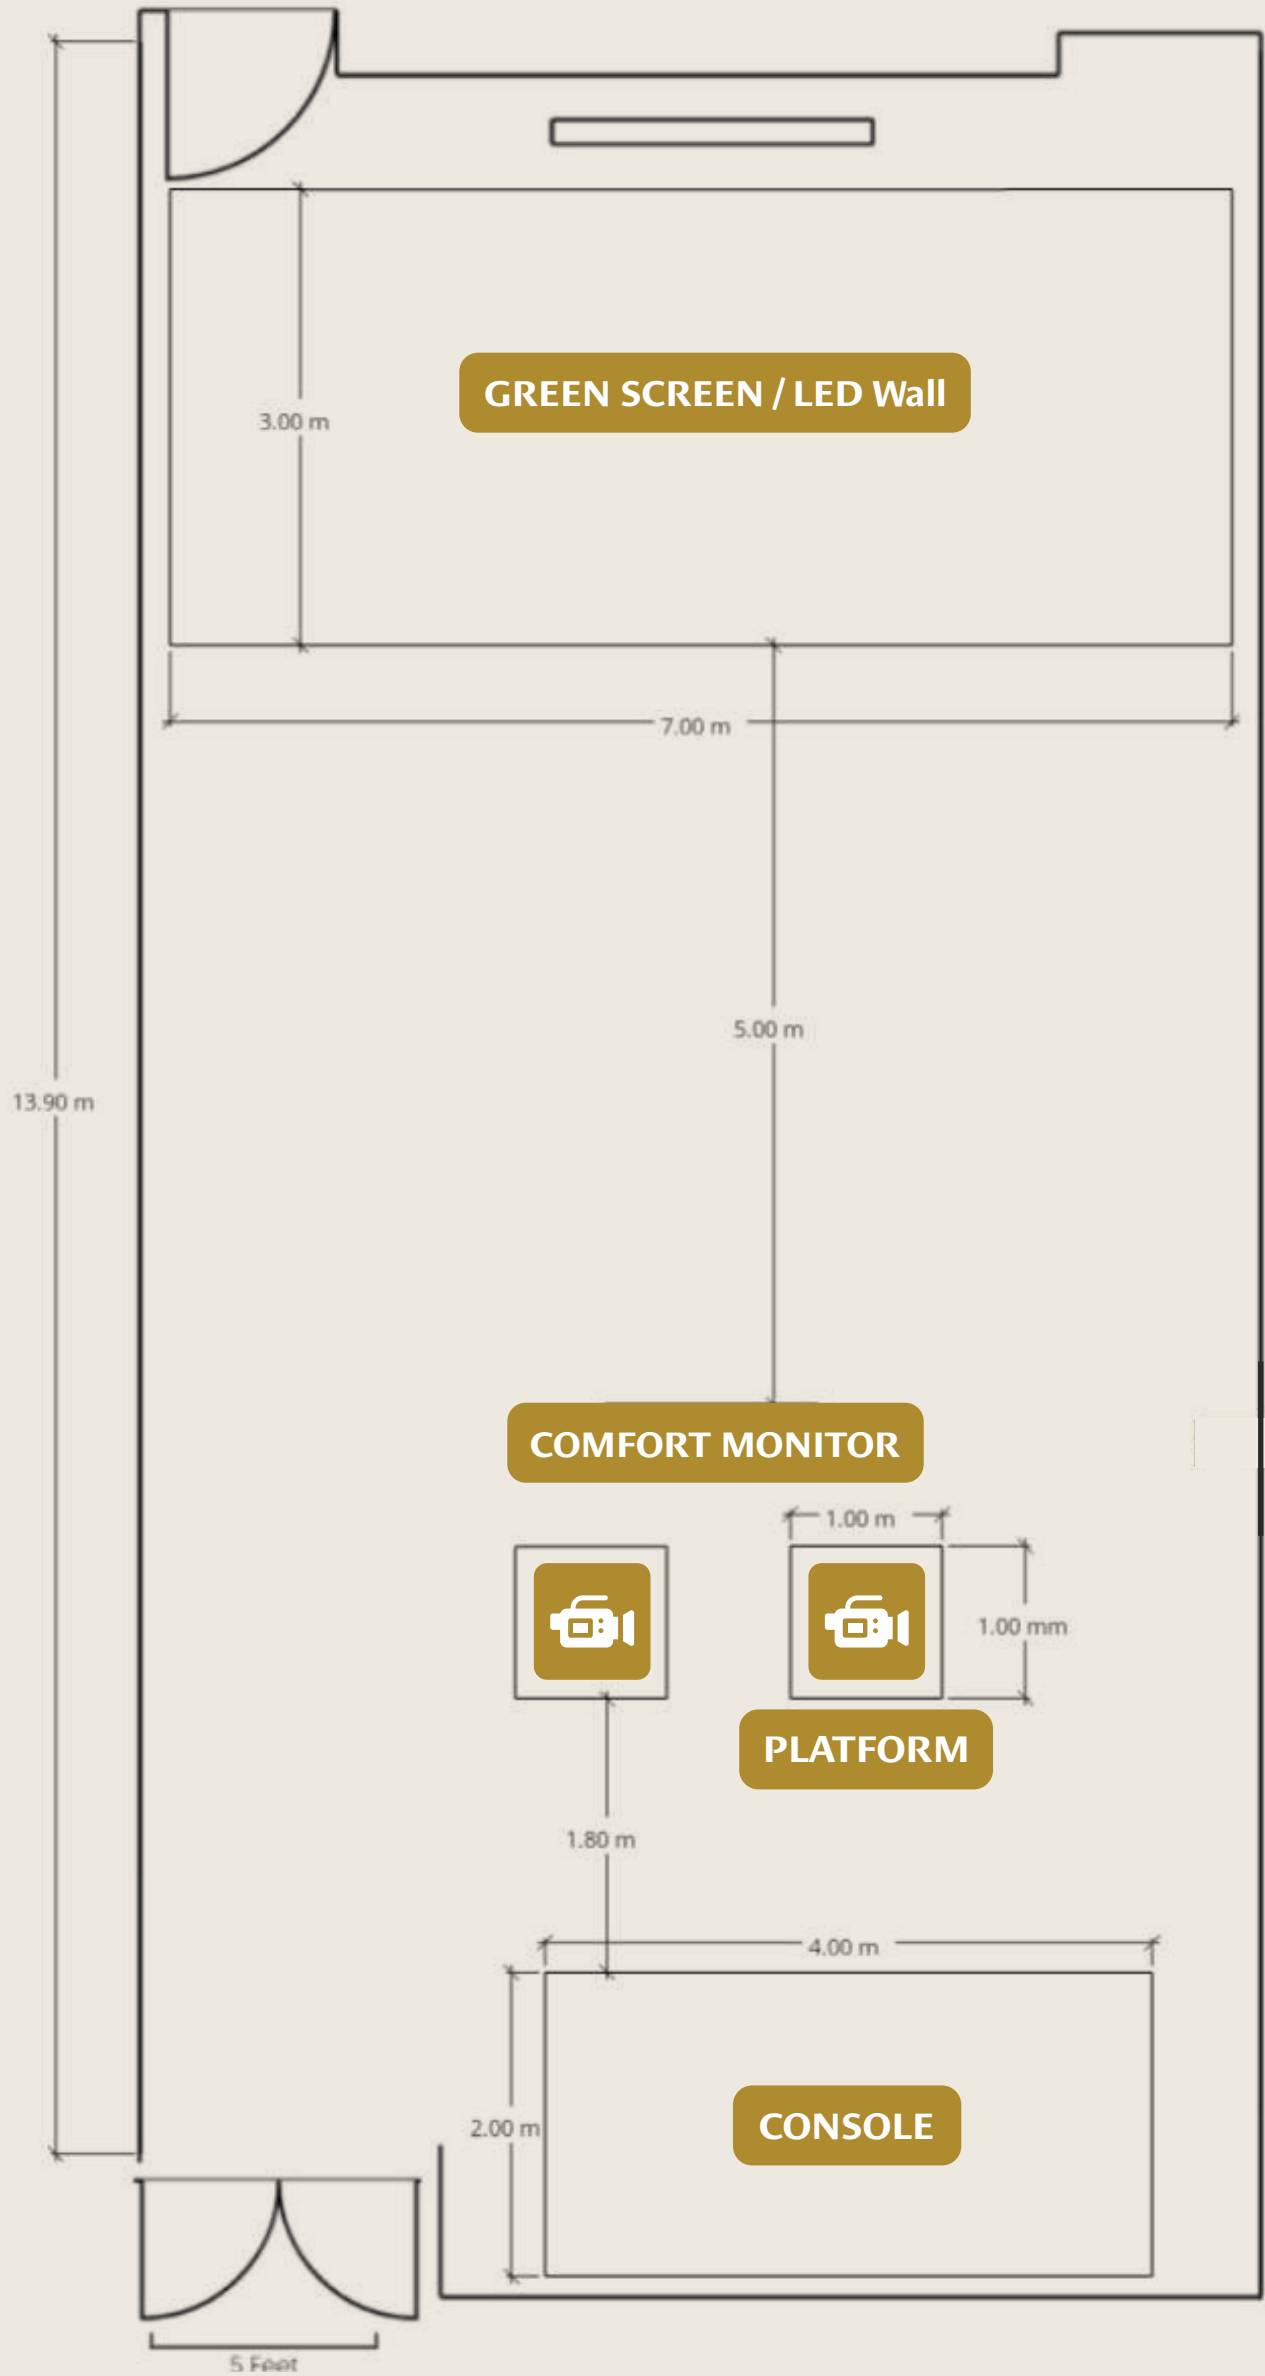 GREEN SCREEN / LED Wall
3.00 m
7.00 m
5.00 m
13.90 m
COMFORT MONITOR
1.00 m
1.00 mm
PLATFORM
1.80 m
4.00 m
2.00 m
CONSOLE
5 Feet